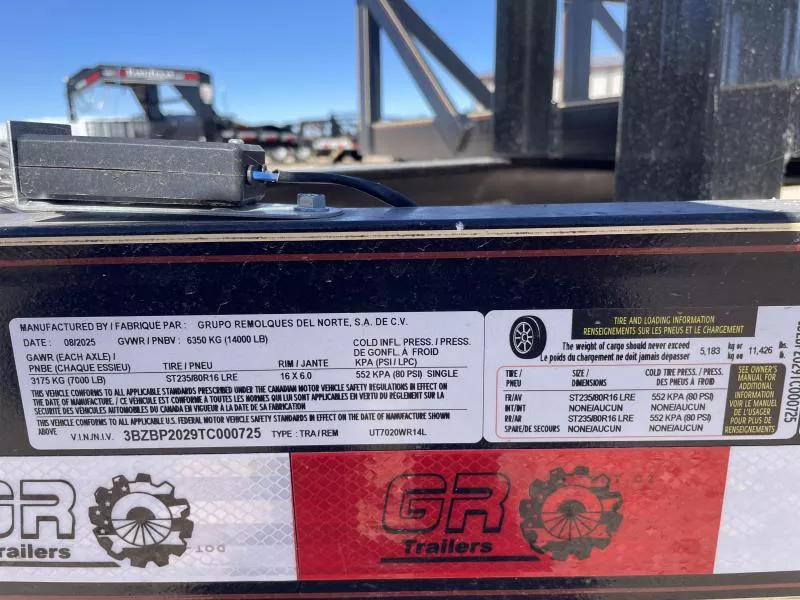 MANUFACTURED BY / FABRIQUÉ PAR : GRUPO REMOLQUES DEL NORTE, S.A. DE C.V.
DATE : 08/2025 GVWR / PNBV : 6350 KG (14000 LB)
COLD INFL. PRESS. / PRESS. DE GONFL. À FROID
GAWR (EACH AXLE) / PNBE (CHAQUE ESSIEU) TIRE / PNEU RIM / JANTE KPA (PSI / LPC)
3175 KG (7000 LB) ST235/80R16 LRE 16 X 6.0 552 KPA (80 PSI) SINGLE
THIS VEHICLE CONFORMS TO ALL APPLICABLE STANDARDS PRESCRIBED UNDER THE CANADIAN MOTOR VEHICLE SAFETY REGULATIONS IN EFFECT ON
THE DATE OF MANUFACTURE. / CE VÉHICULE EST CONFORME À TOUTES LES NORMES QUI LUI SONT APPLICABLES EN VERTU DU RÈGLEMENT SUR LA
SÉCURITÉ DES VÉHICULES AUTOMOBILES DU CANADA EN VIGUEUR À LA DATE DE SA FABRICATION
THIS VEHICLE CONFORMS TO ALL APPLICABLE U.S. FEDERAL MOTOR VEHICLE SAFETY STANDARDS IN EFFECT ON THE DATE OF MANUFACTURE SHOWN
ABOVE.
V.I.N./N.I.V. 3BZBP2029TC000725 TYPE : TRA / REM UT7020WR14L
TIRE AND LOADING INFORMATION
RENSEIGNEMENTS SUR LES PNEUS ET LE CHARGEMENT
The weight of cargo should never exceed
Le poids du chargement ne doit jamais dépasser
5,183 kg or kg ou 11,426
TIRE / PNEU SIZE / DIMENSIONS COLD TIRE PRESS. / PRESS. DES PNEUS À FROID
FR/AV ST235/80R16 LRE 552 KPA (80 PSI)
INT/INT NONE/AUCUN NONE/AUCUN
RR/AR ST235/80R16 LRE 552 KPA (80 PSI)
SPARE/DE SECOURS NONE/AUCUN NONE/AUCUN
SEE OWNER'S
MANUAL FOR
ADDITIONAL
INFORMATION
VOIR LE MANUEL
DE L'USAGER
POUR PLUS DE
RENSEIGNEMENTS
GR
Trailers
DOT
GR
Trailers